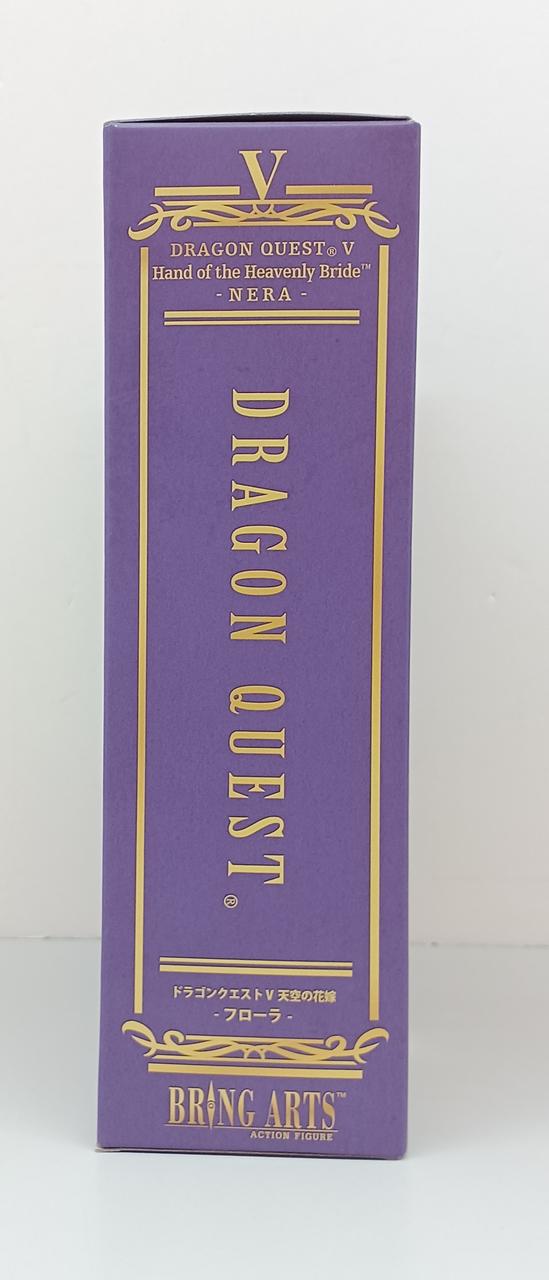 V
DRAGON QUEST® V
Hand of the Heavenly Bride™
- NERA -
DRAGON QUEST®
ドラゴンクエストV 天空の花嫁
- フローラ -
BRING ARTS™
ACTION FIGURE